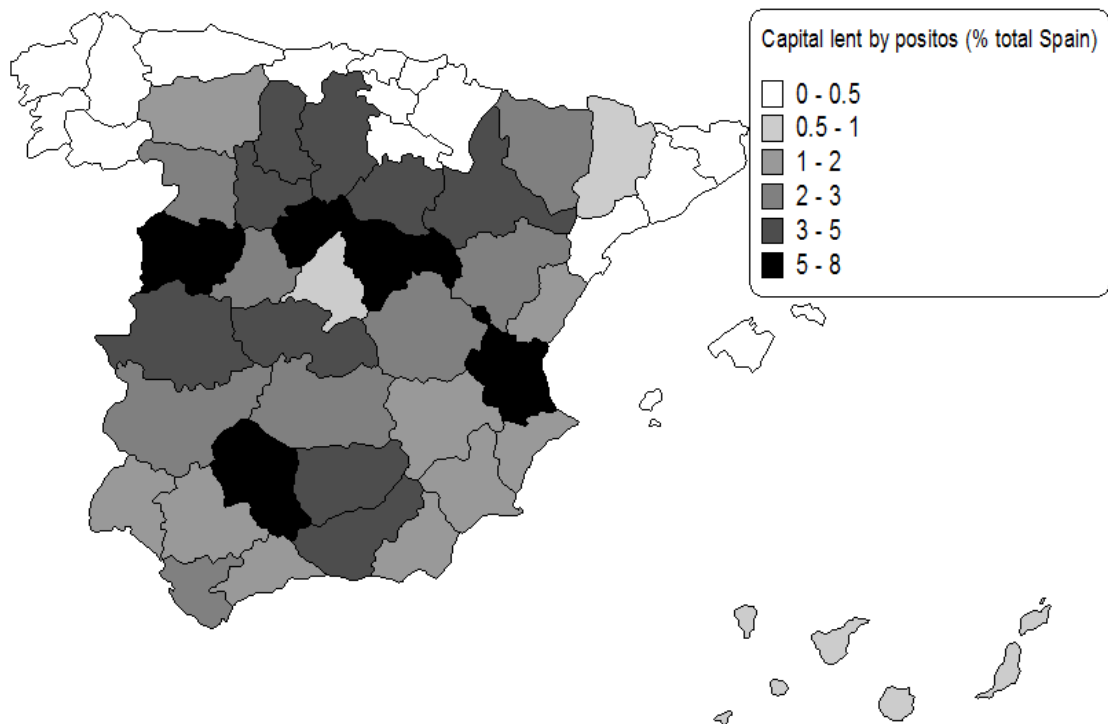 Capital lent by positos (% total Spain)
0 - 0.5
0.5 - 1
1 - 2
2 - 3
3 - 5
5 - 8